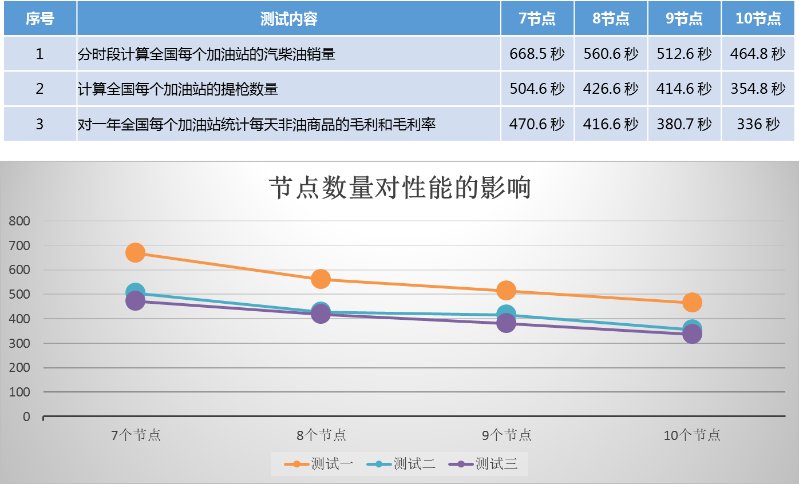 序号 测试内容 7节点 8节点 9节点 10节点
1 分时段计算全国每个加油站的汽柴油销量 668.5 秒 560.6 秒 512.6 秒 464.8 秒
2 计算全国每个加油站的提枪数量 504.6 秒 426.6 秒 414.6 秒 354.8 秒
3 对一年全国每个加油站统计每天非油商品的毛利和毛利率 470.6 秒 416.6 秒 380.7 秒 336 秒
节点数量对性能的影响
800
700
600
500
400
300
200
100
0
7个节点 8个节点 9个节点 10个节点
测试一 测试二 测试三